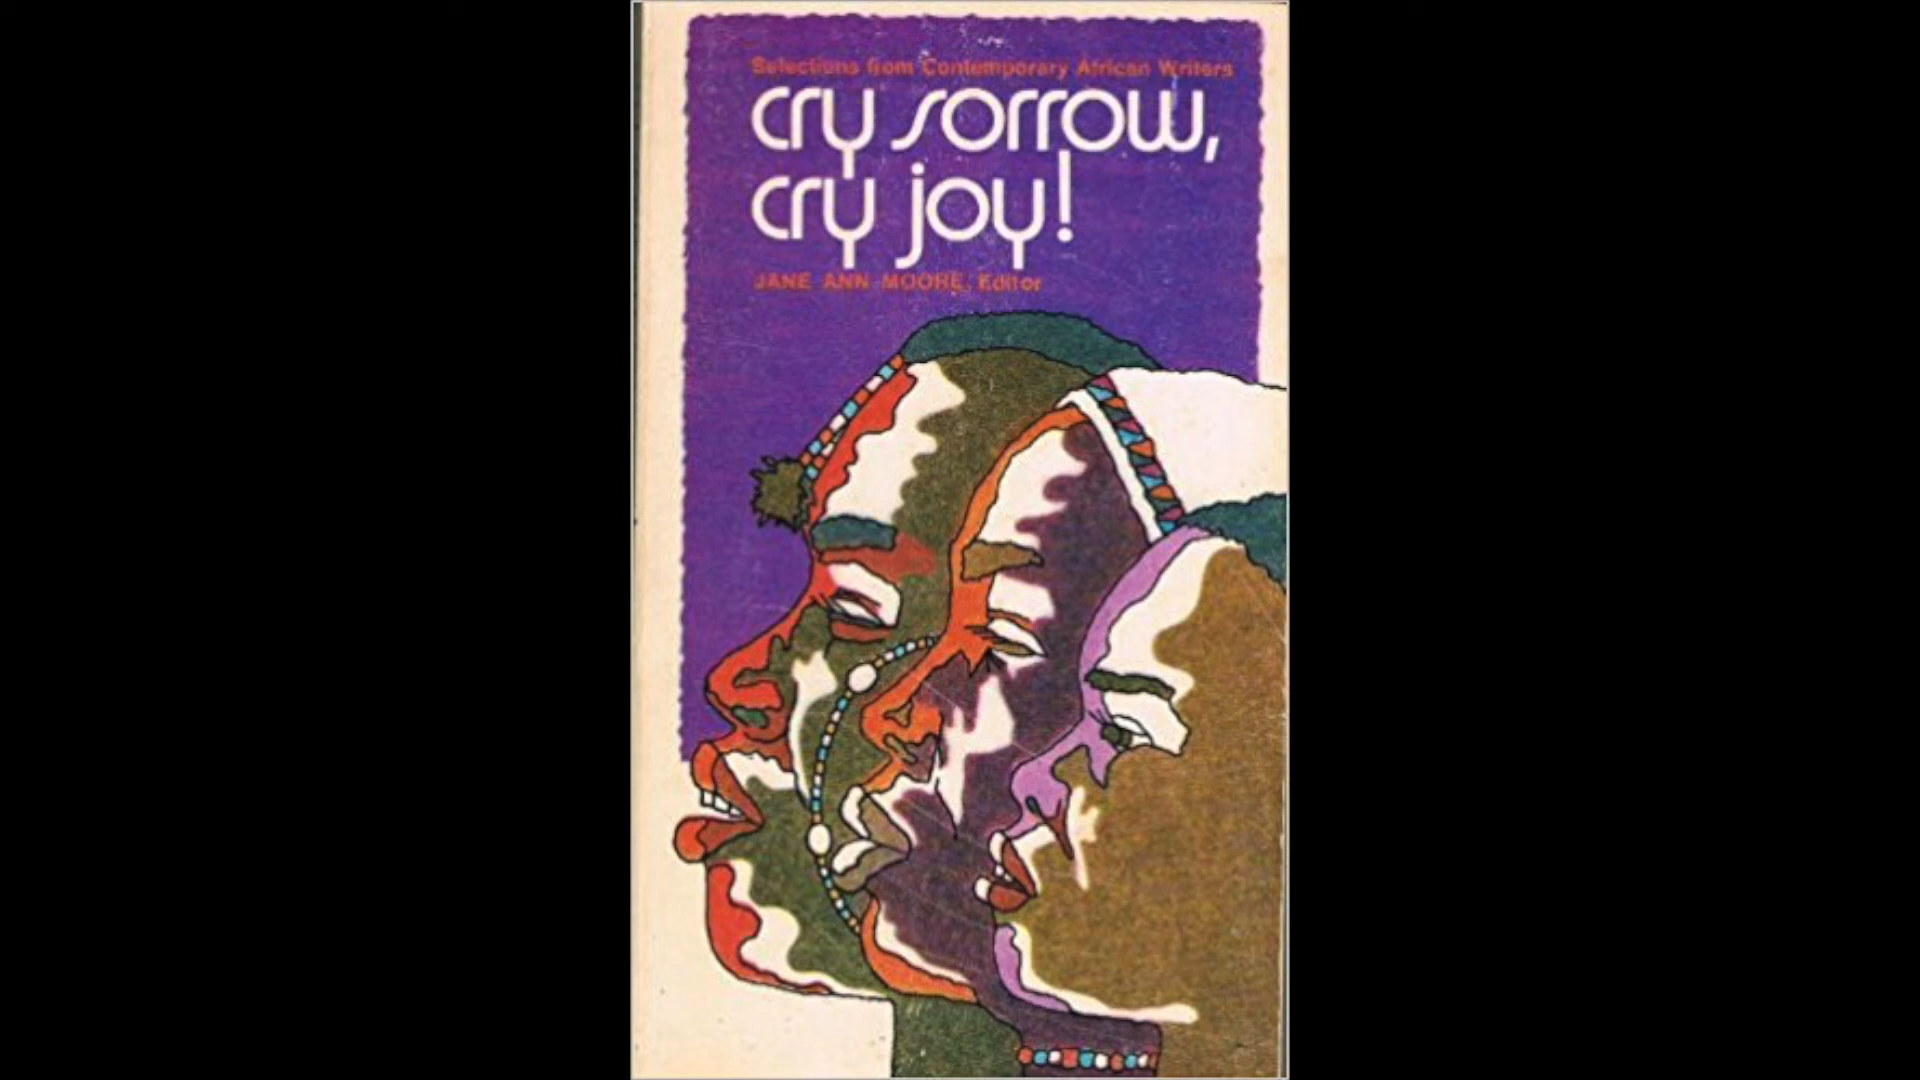 Selections from Contemporary African Writers
cry sorrow,
cry joy!
JANE ANN MOORE, Editor